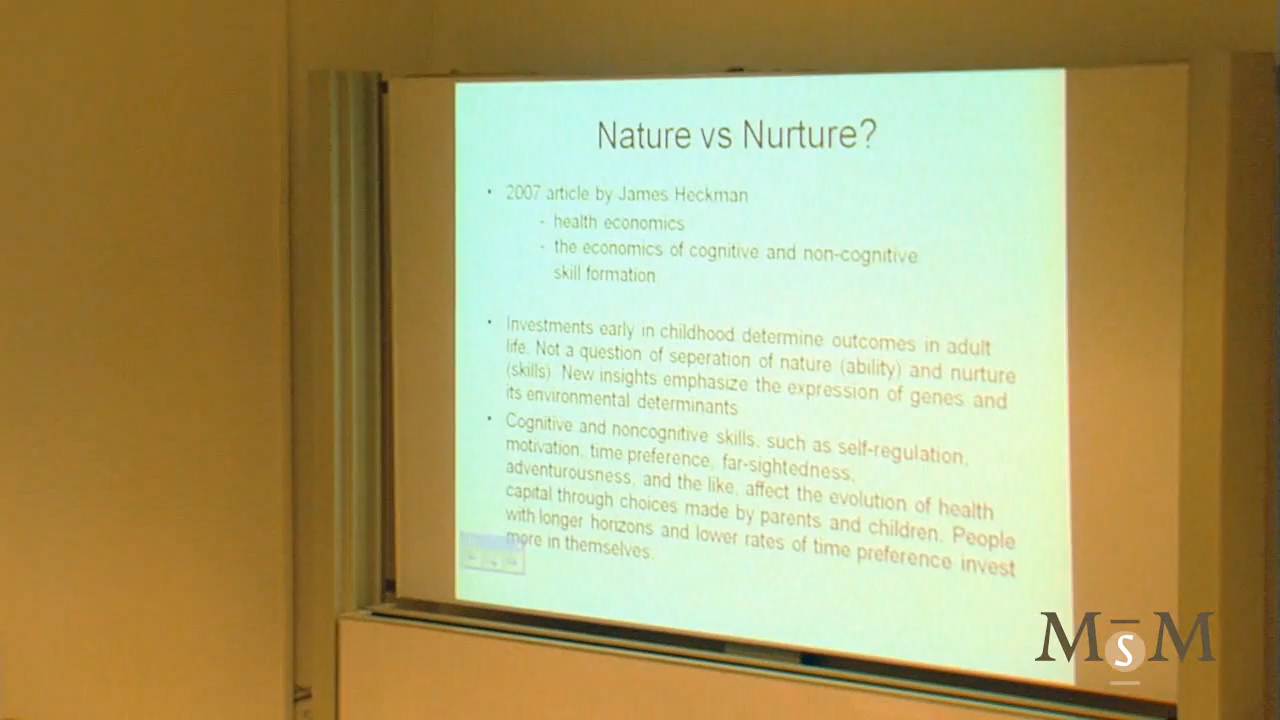 Nature vs Nurture?
• 2007 article by James Heckman
- health economics
- the economics of cognitive and non-cognitive
skill formation
• Investments early in childhood determine outcomes in adult
life. Not a question of seperation of nature (ability) and nurture
(skills). New insights emphasize the expression of genes and
its environmental determinants
• Cognitive and noncognitive skills, such as self-regulation,
motivation, time preference, far-sightedness,
adventurousness, and the like, affect the evolution of health
capital through choices made by parents and children. People
with longer horizons and lower rates of time preference invest
more in themselves.
MSM